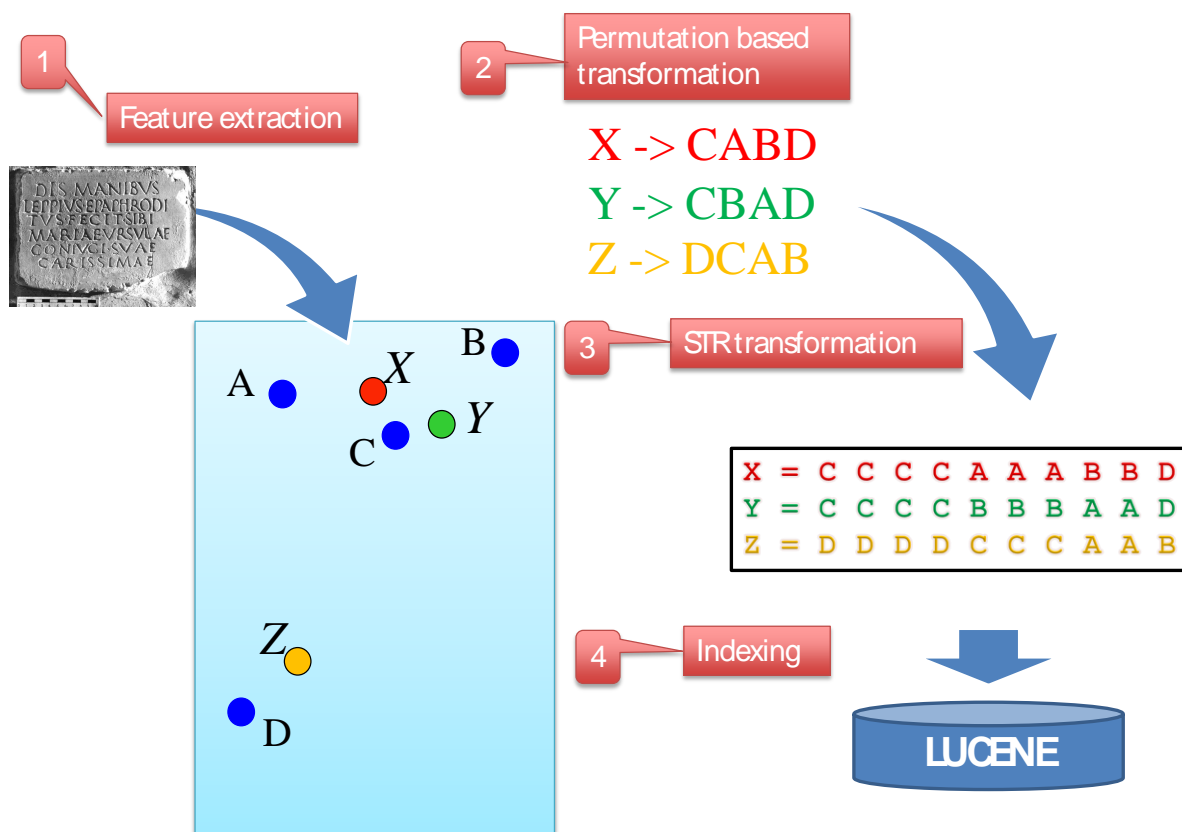 1
Feature extraction
DIS MANIBVS
LEPPIVS EPAPHRODI
TVS FECIT SIBI
MARIAE VRSVLAE
CONIVGI SVAE
CARISSIMAE
2
Permutation based
transformation
X -> CABD
Y -> CBAD
Z -> DCAB
A
X
B
C
Y
Z
D
3
STR transformation
X = C C C C A A A B B D
Y = C C C C B B B A A D
Z = D D D D C C C A A B
4
Indexing
LUCENE